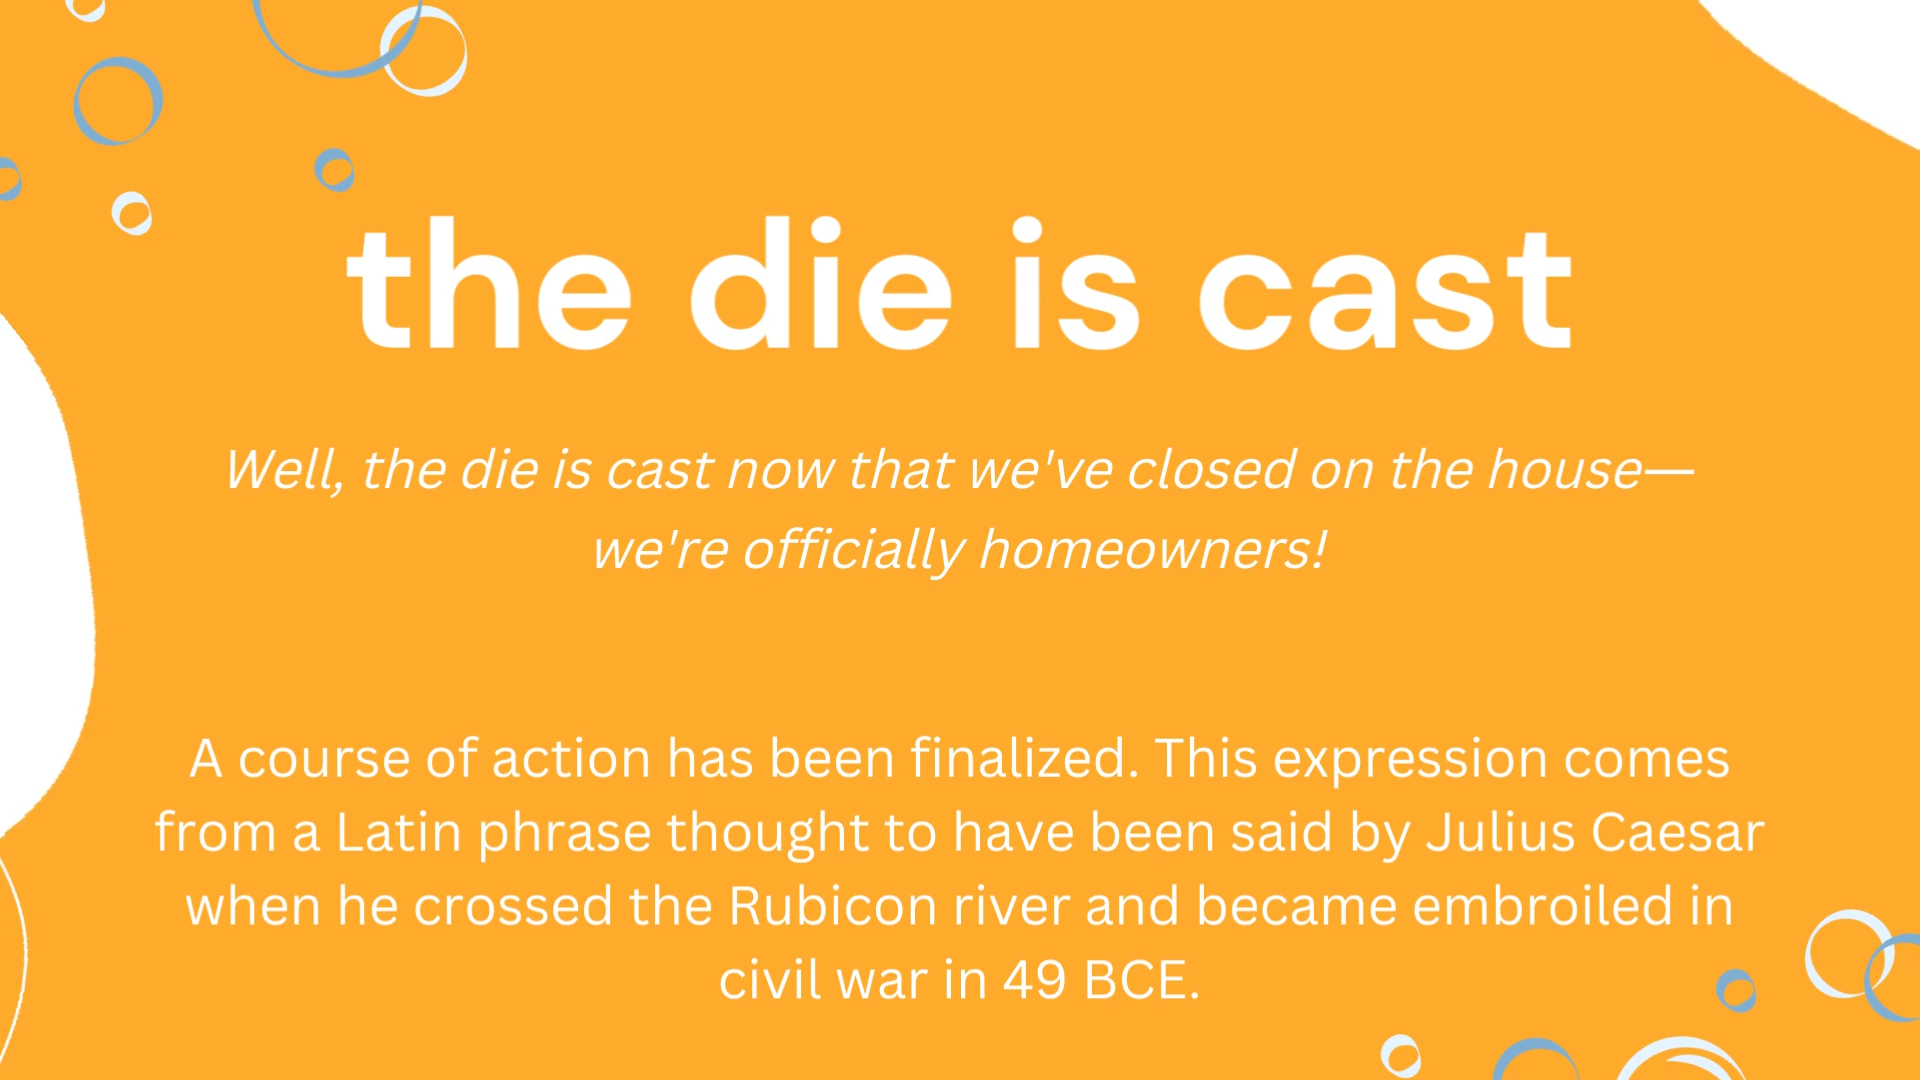 the die is cast
Well, the die is cast now that we've closed on the house—
we're officially homeowners!
A course of action has been finalized. This expression comes
from a Latin phrase thought to have been said by Julius Caesar
when he crossed the Rubicon river and became embroiled in
civil war in 49 BCE.